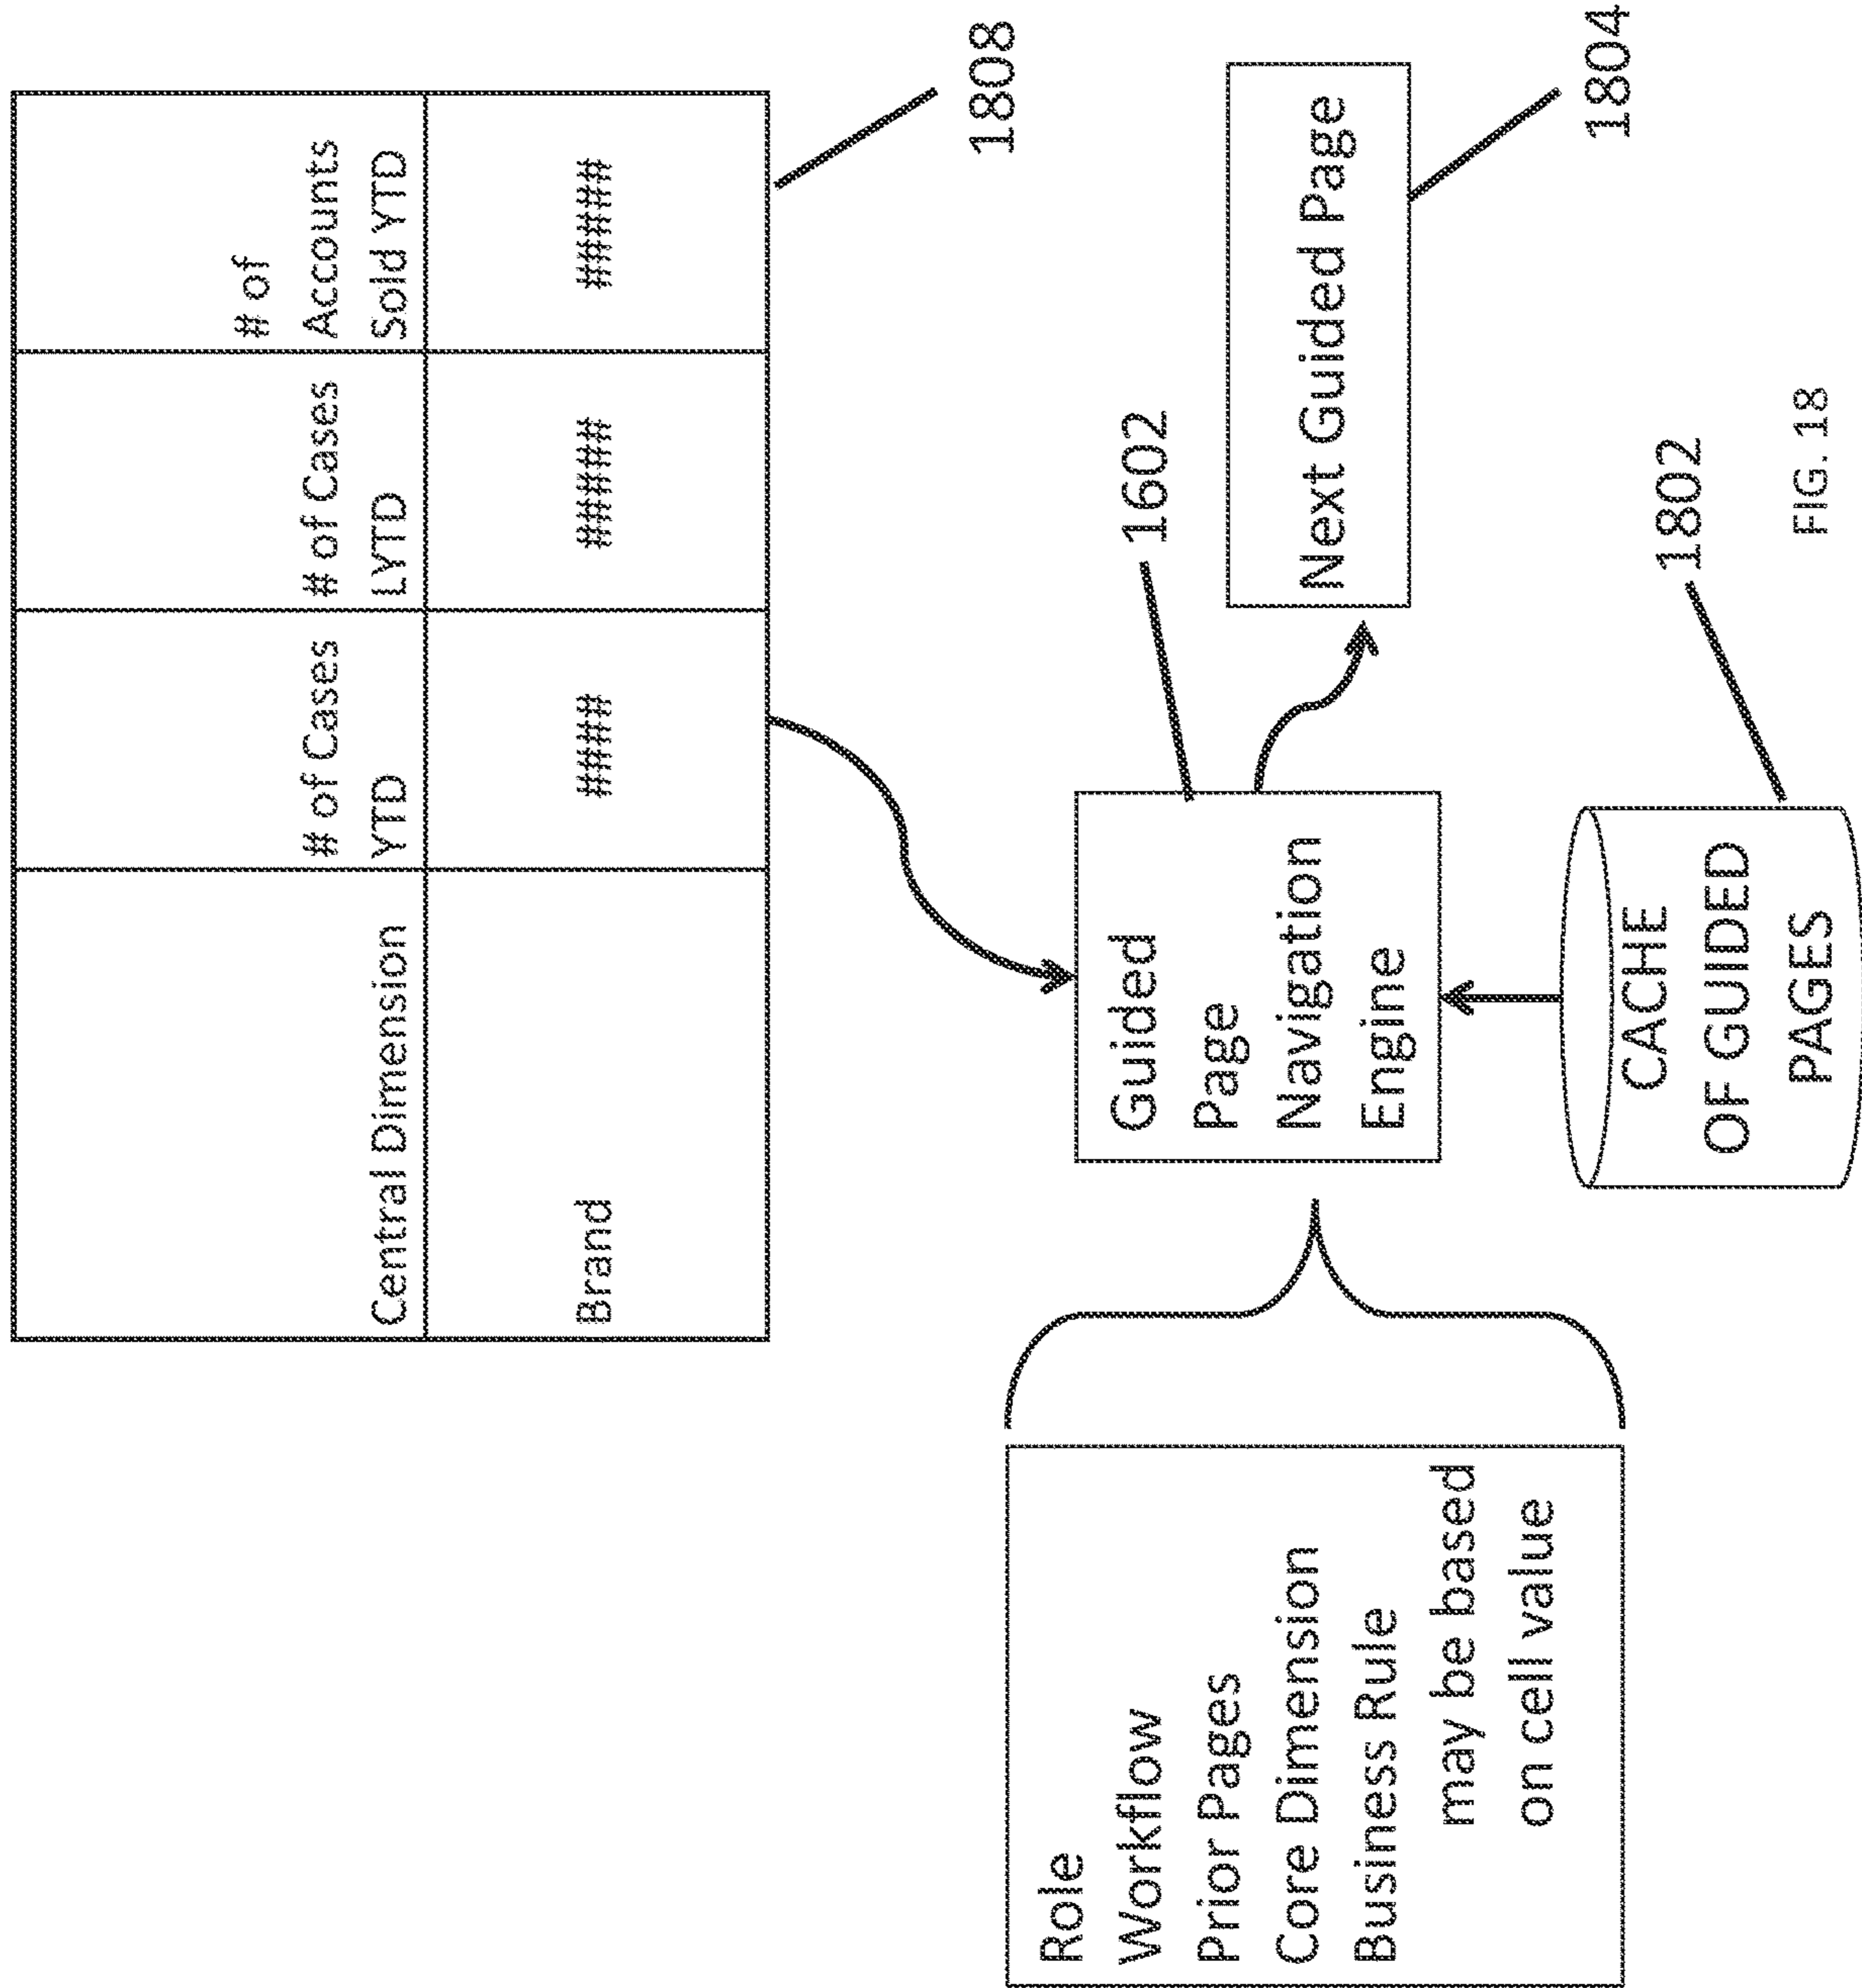 Central Dimension
# of Cases
YTD
# of Cases
LYTD
# of
Accounts
Sold YTD
Brand
####
#####
#####
1808
Role
Workflow
Prior Pages
Core Dimension
Business Rule
may be based
on cell value
Guided
Page
Navigation
Engine
1602
Next Guided Page
1804
CACHE
OF GUIDED
PAGES
1802
FIG. 18